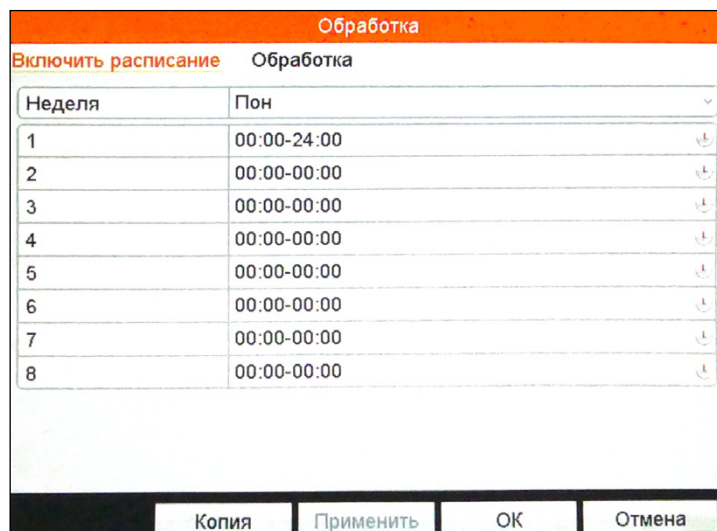 Обработка
Включить расписание Обработка
Неделя Пон
1 00:00-24:00
2 00:00-00:00
3 00:00-00:00
4 00:00-00:00
5 00:00-00:00
6 00:00-00:00
7 00:00-00:00
8 00:00-00:00
Копия Применить ОК Отмена